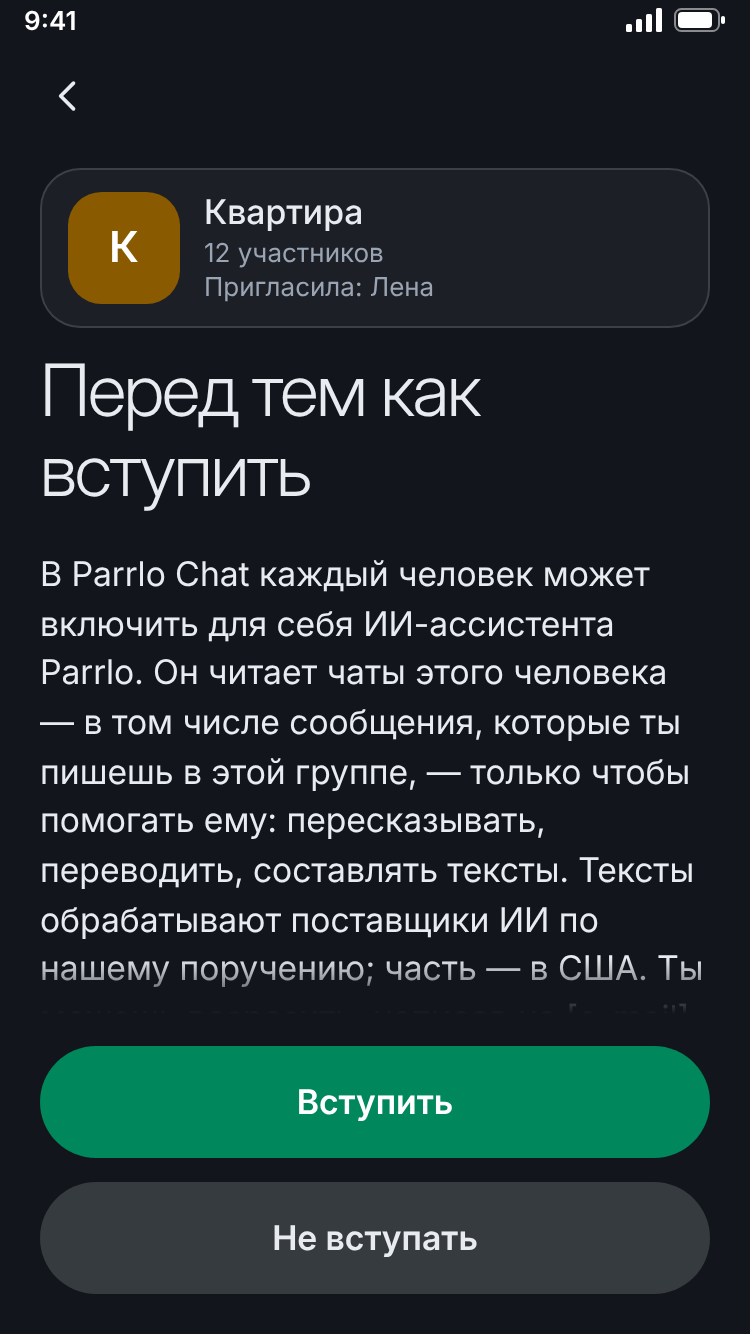 9:41
К
Квартира
12 участников
Пригласила: Лена
Перед тем как
вступить
В Parrlo Chat каждый человек может
включить для себя ИИ-ассистента
Parrlo. Он читает чаты этого человека
— в том числе сообщения, которые ты
пишешь в этой группе, — только чтобы
помогать ему: пересказывать,
переводить, составлять тексты. Тексты
обрабатывают поставщики ИИ по
нашему поручению; часть — в США. Ты
Вступить
Не вступать